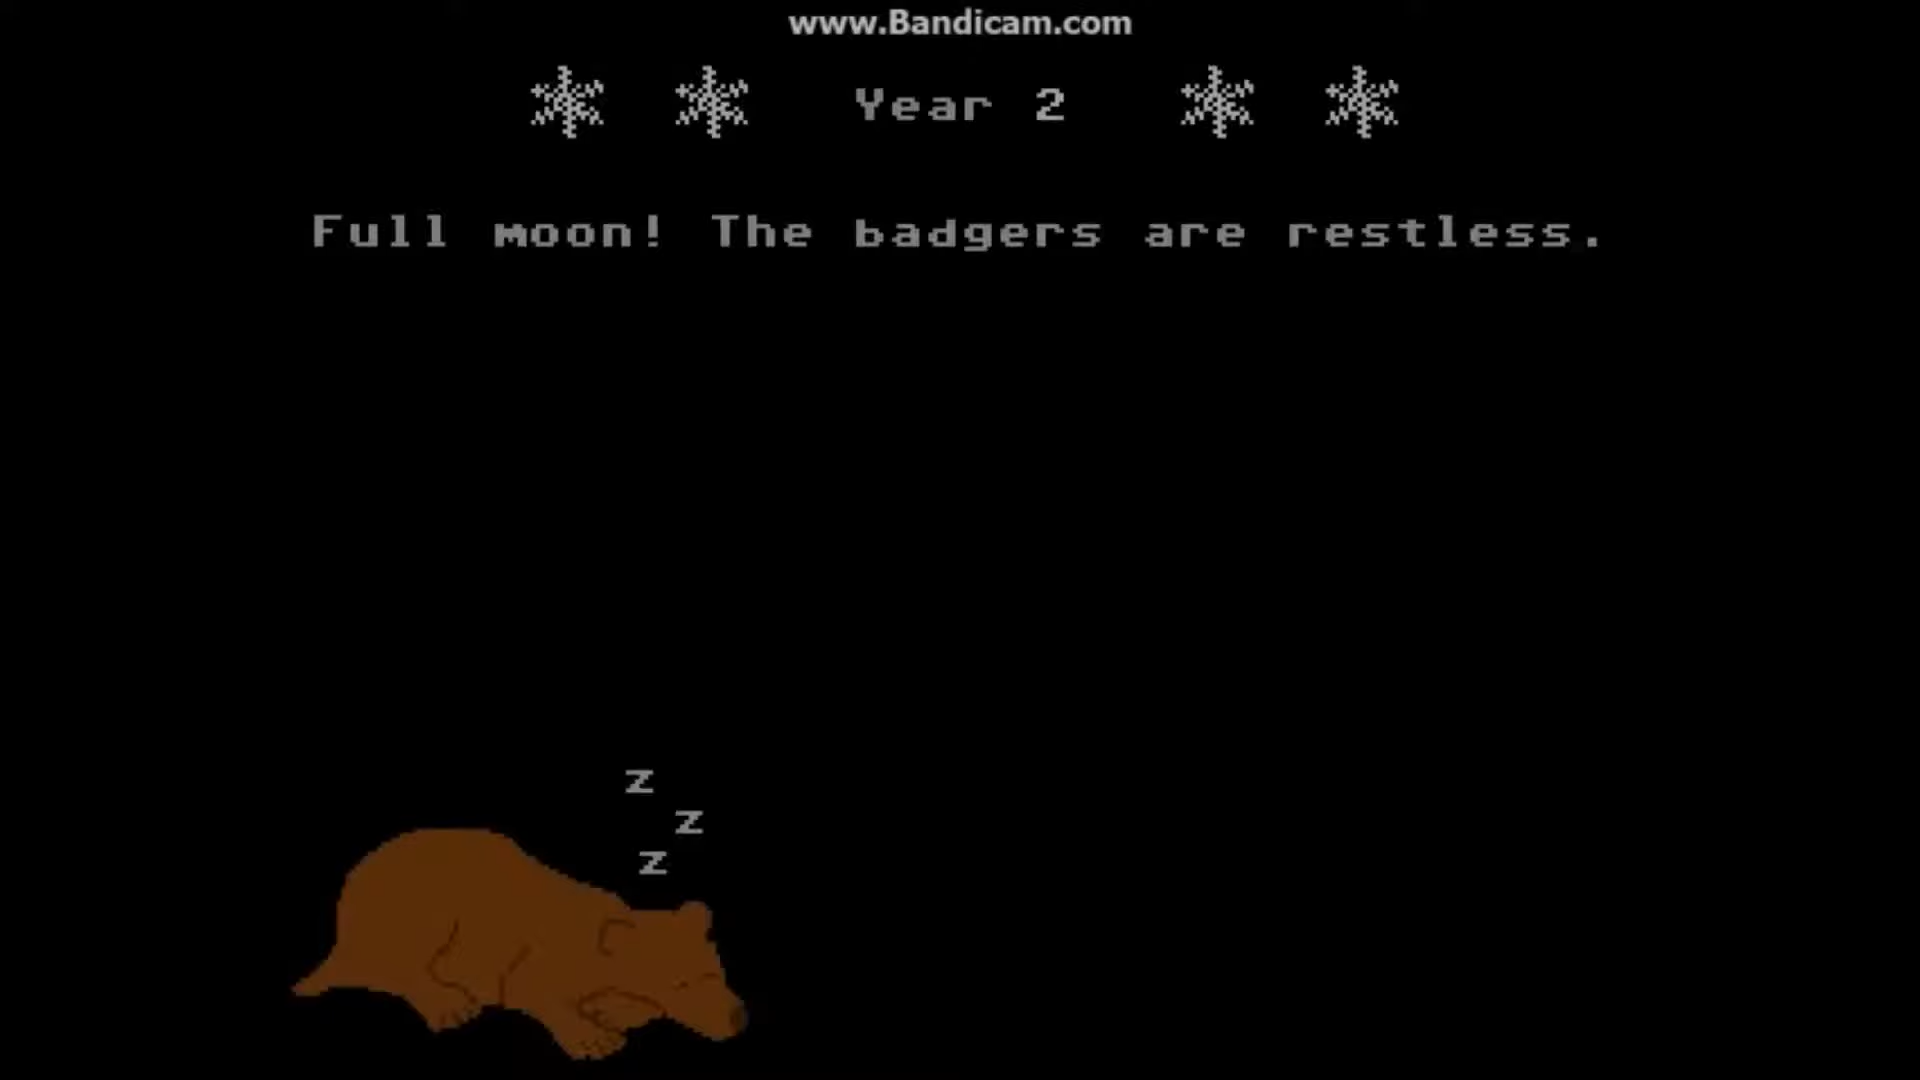 www.Bandicam.com
Year 2
Full moon! The badgers are restless.
z
z
z